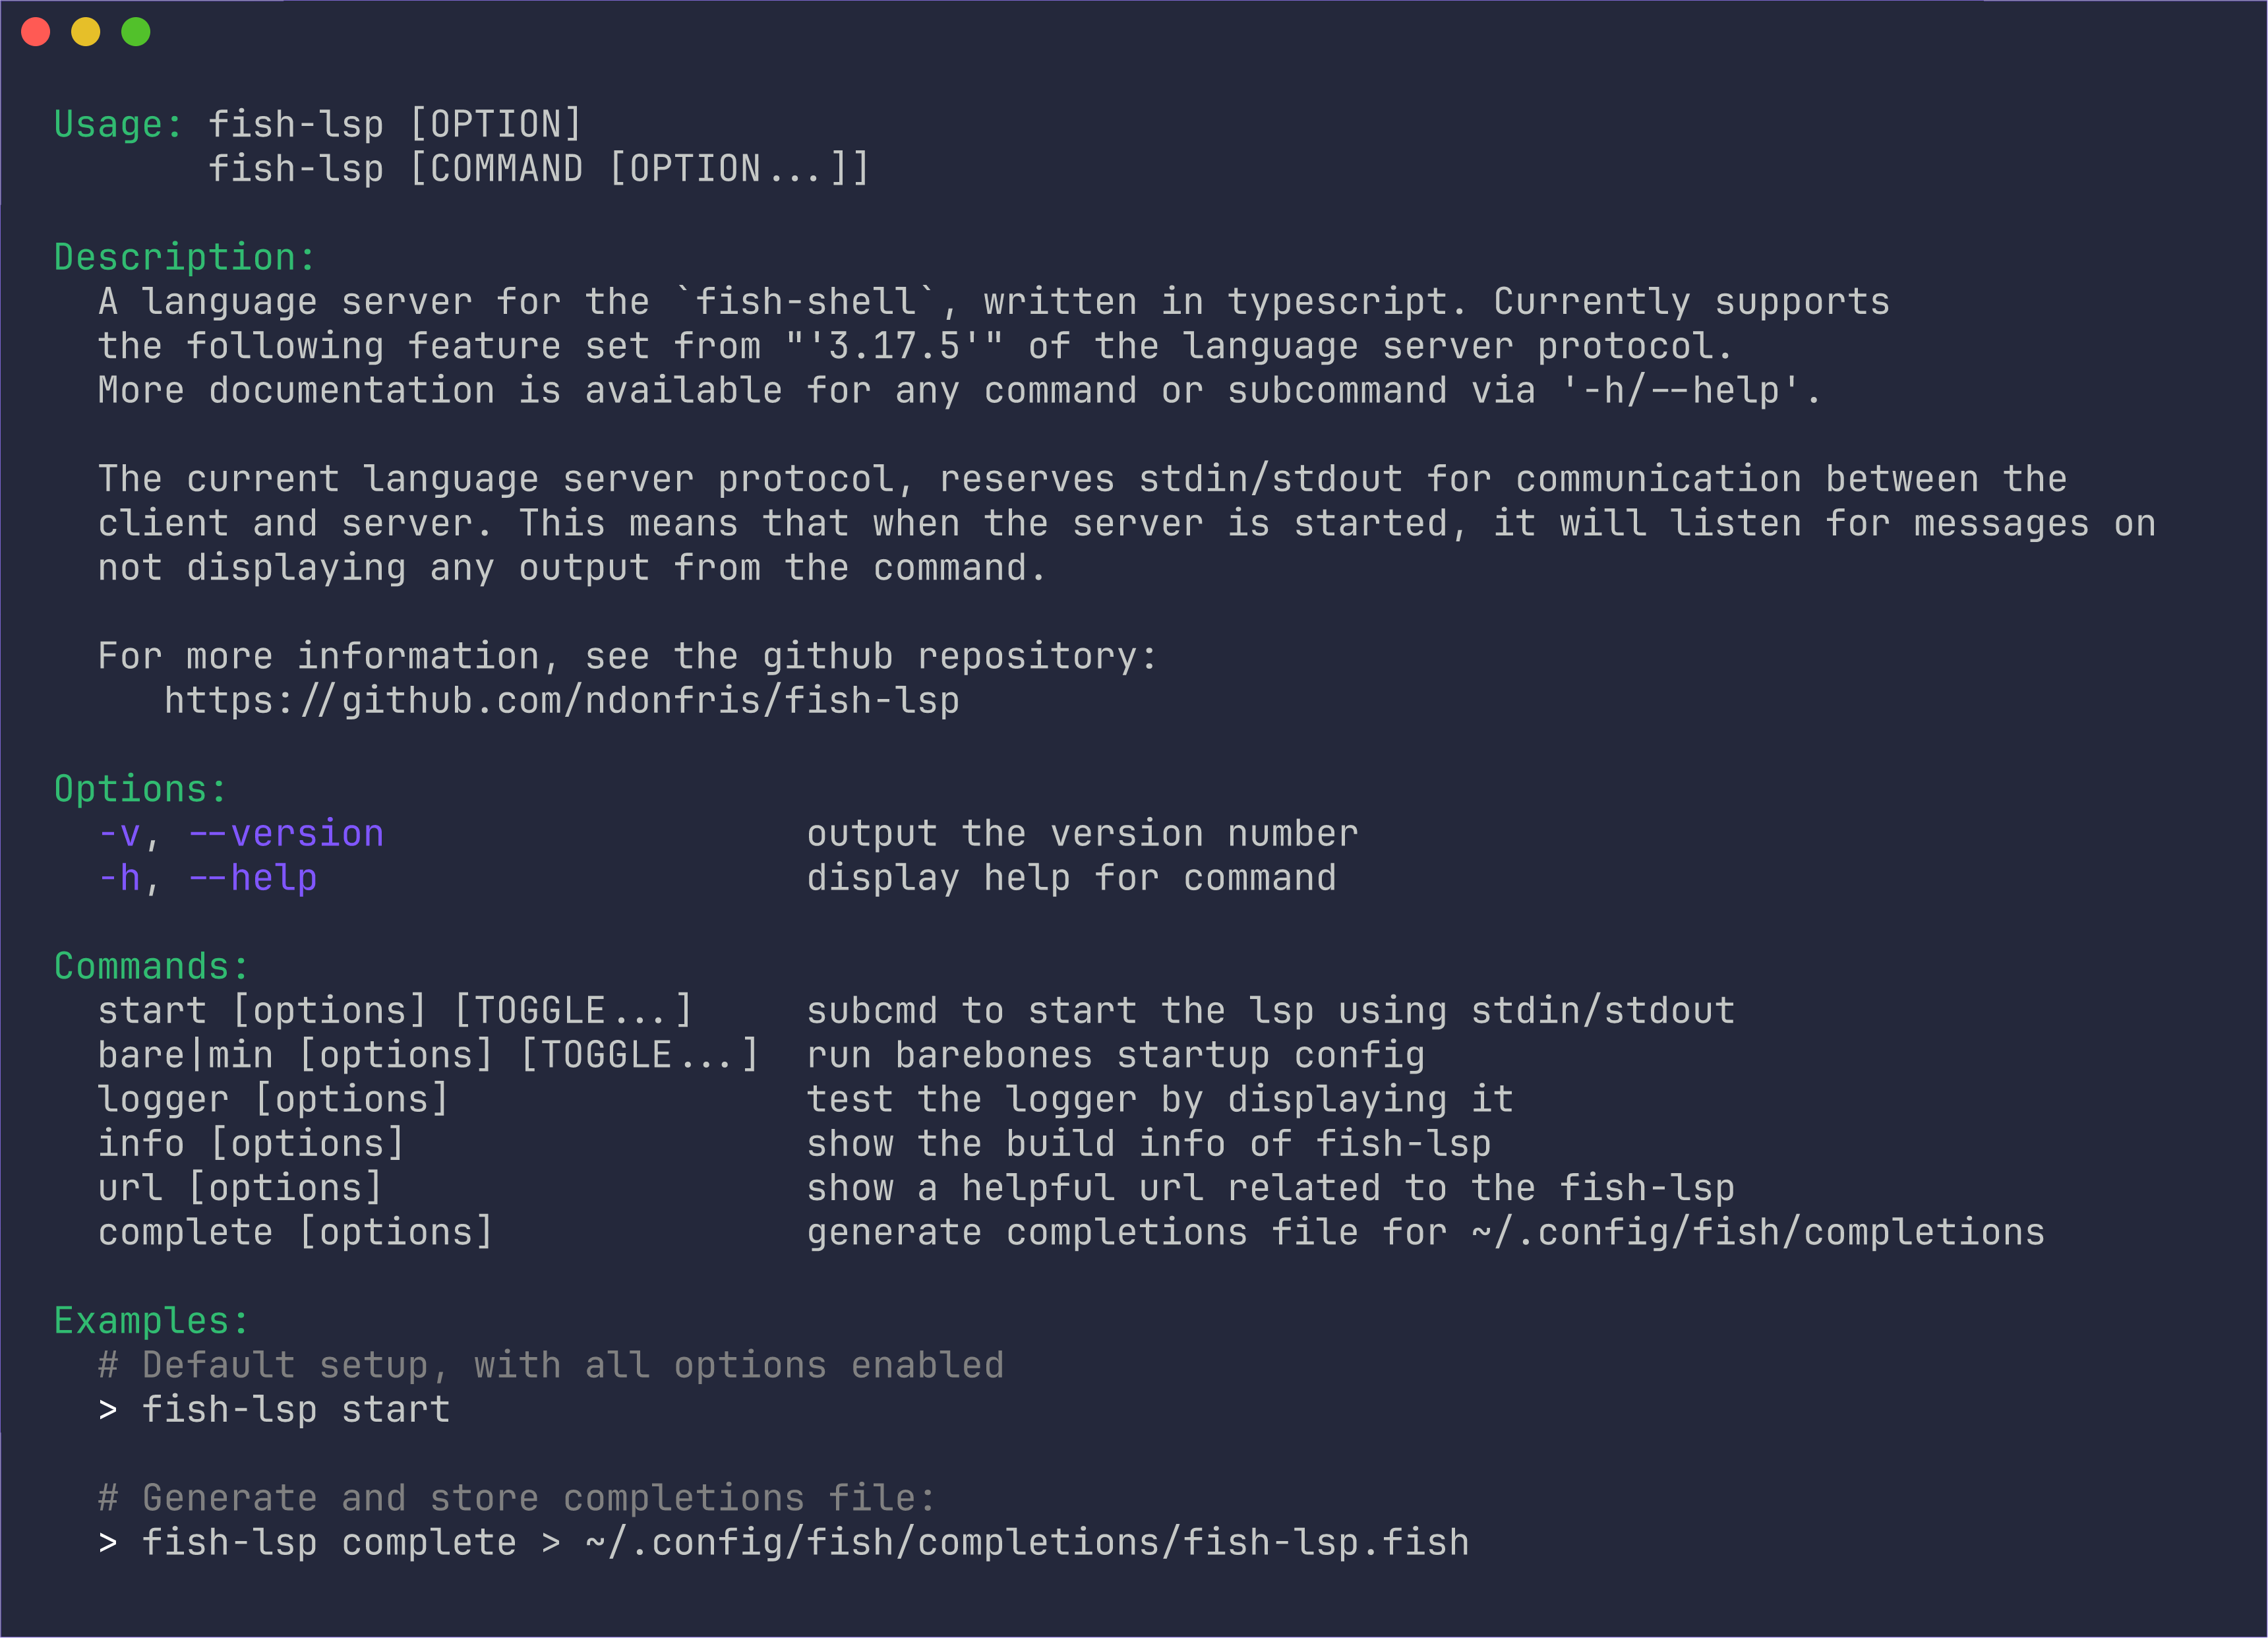 Usage: fish-lsp [OPTION]
       fish-lsp [COMMAND [OPTION...]]

Description:
  A language server for the `fish-shell`, written in typescript. Currently supports
  the following feature set from "'3.17.5'" of the language server protocol.
  More documentation is available for any command or subcommand via '-h/--help'.

  The current language server protocol, reserves stdin/stdout for communication between the
  client and server. This means that when the server is started, it will listen for messages on
  not displaying any output from the command.

  For more information, see the github repository:
     https://github.com/ndonfris/fish-lsp

Options:
  -v, --version                   output the version number
  -h, --help                      display help for command

Commands:
  start [options] [TOGGLE...]     subcmd to start the lsp using stdin/stdout
  bare|min [options] [TOGGLE...]  run barebones startup config
  logger [options]                test the logger by displaying it
  info [options]                  show the build info of fish-lsp
  url [options]                   show a helpful url related to the fish-lsp
  complete [options]              generate completions file for ~/.config/fish/completions

Examples:
  # Default setup, with all options enabled
  > fish-lsp start

  # Generate and store completions file:
  > fish-lsp complete > ~/.config/fish/completions/fish-lsp.fish